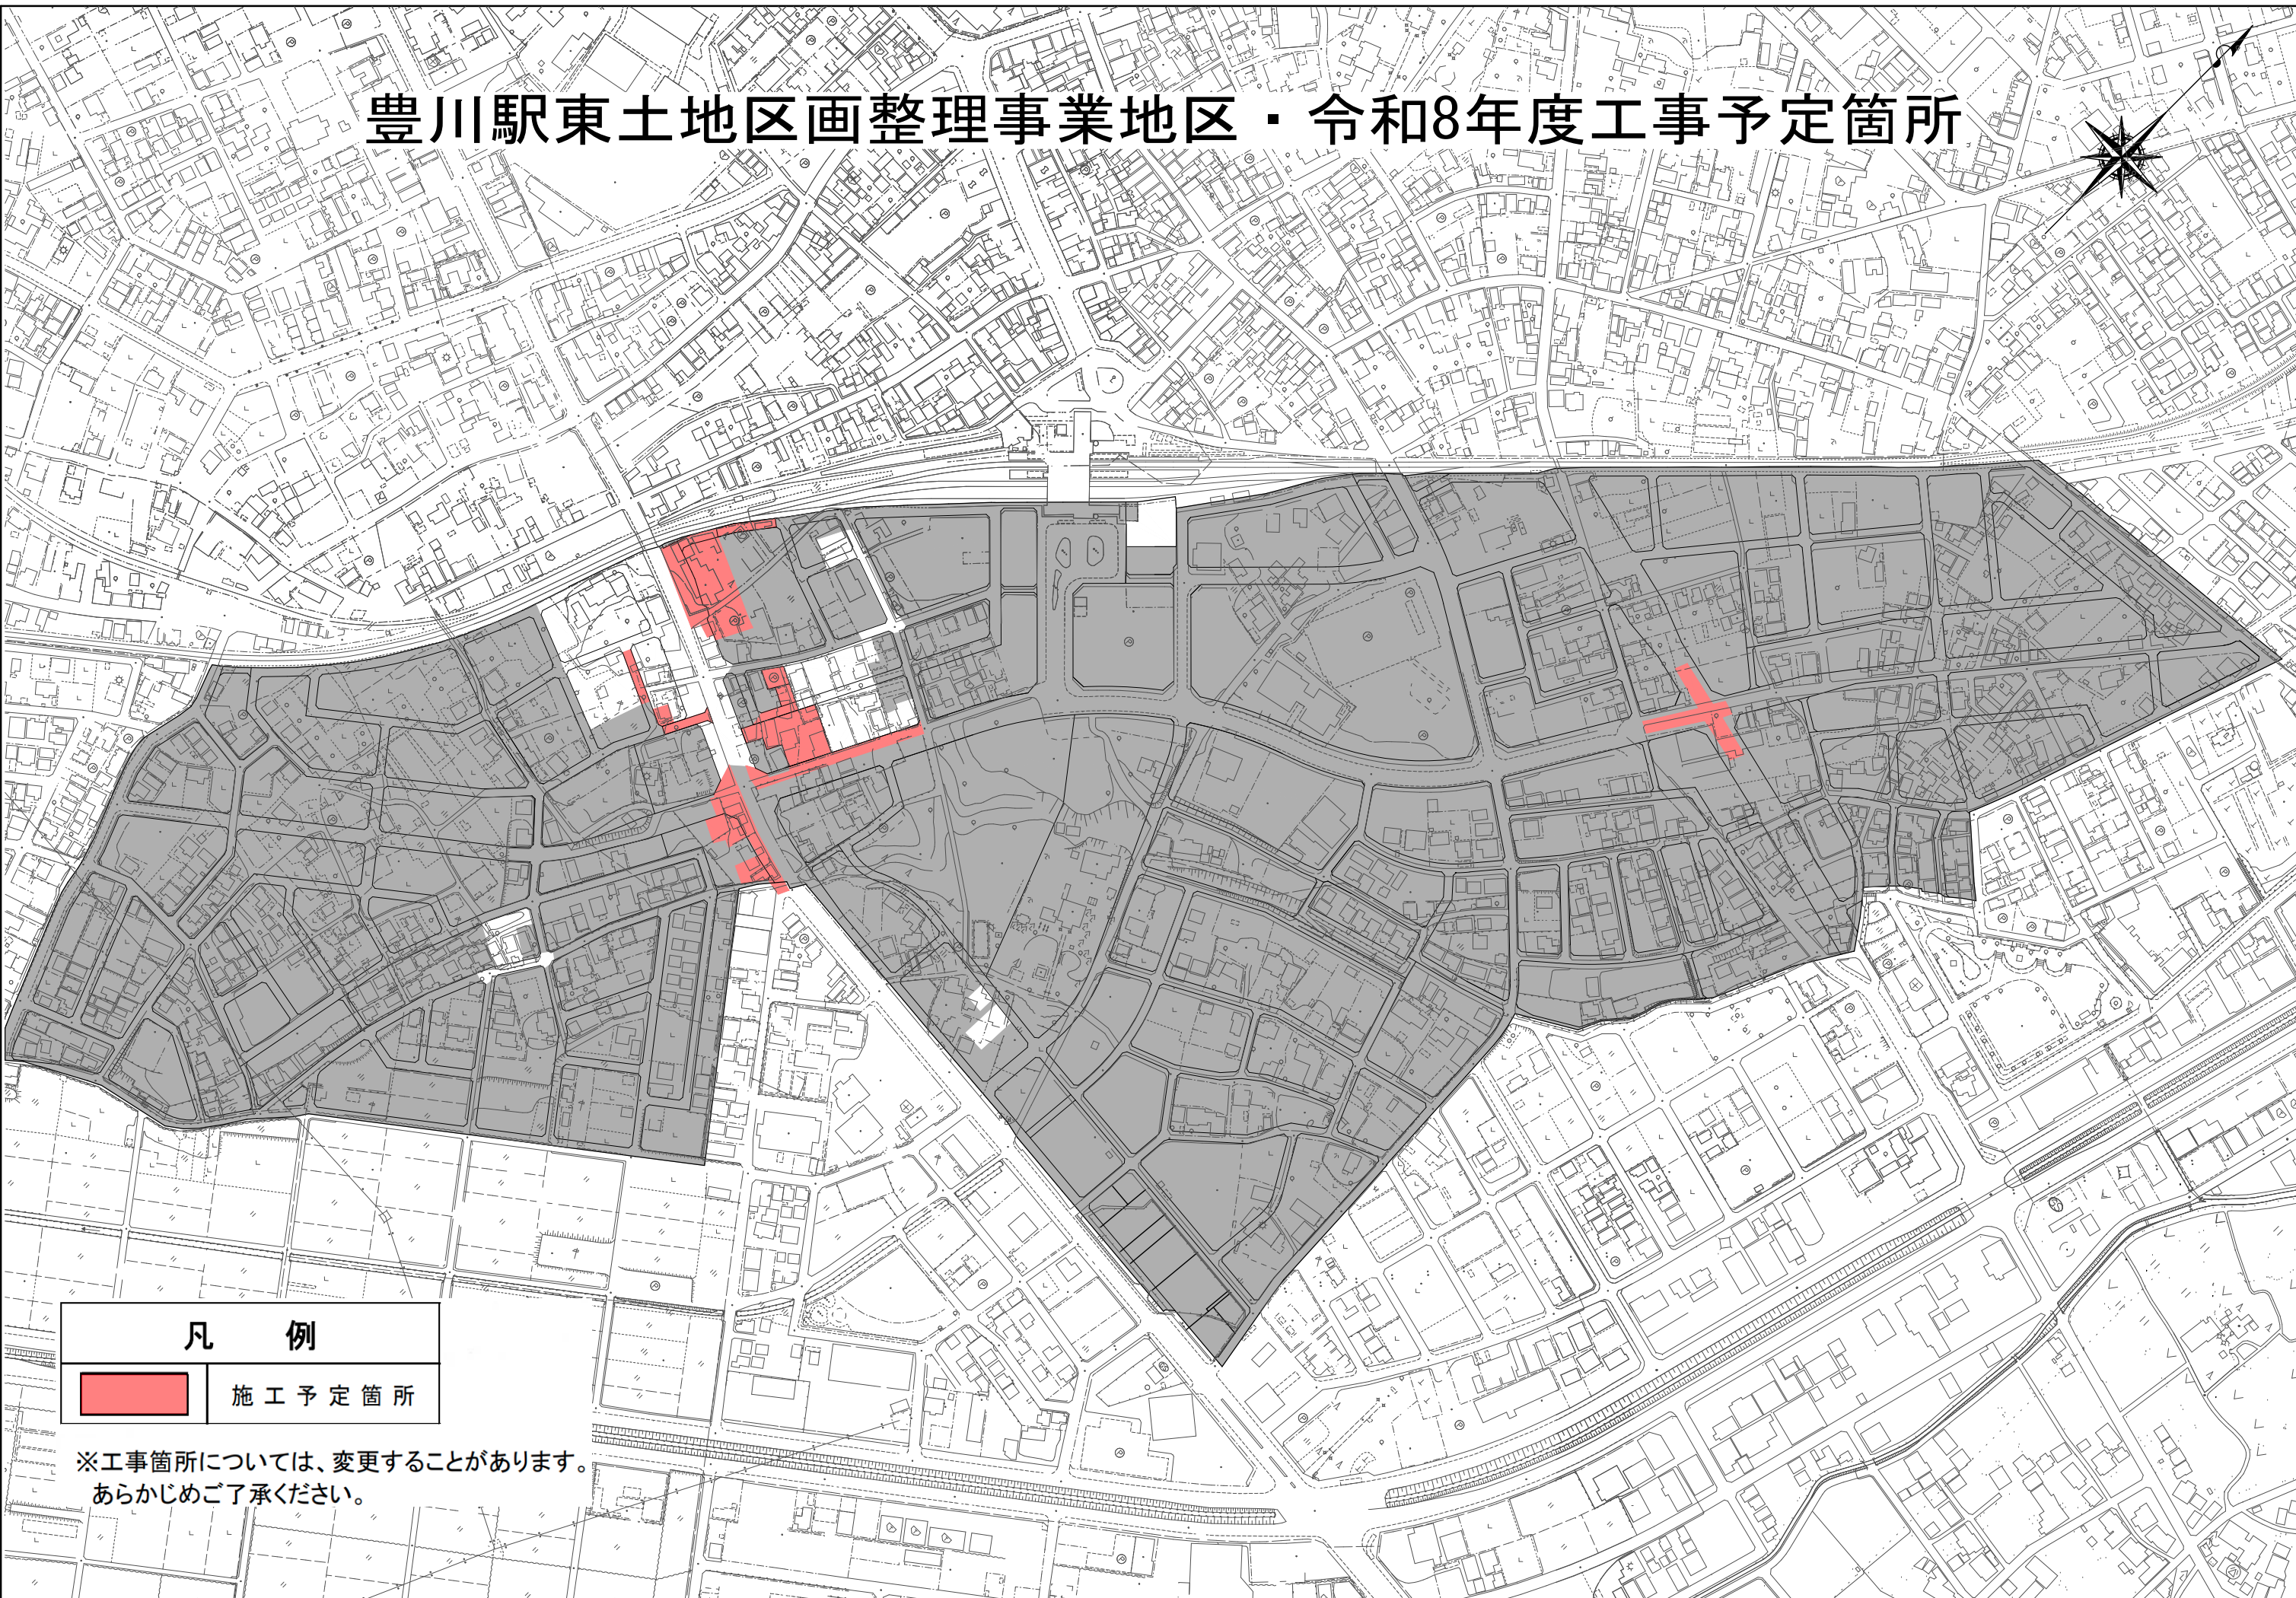 豊川駅東土地区画整理事業地区・令和8年度工事予定箇所
凡 例
施工予定箇所
※工事箇所については、変更することがあります。
あらかじめご了承ください。